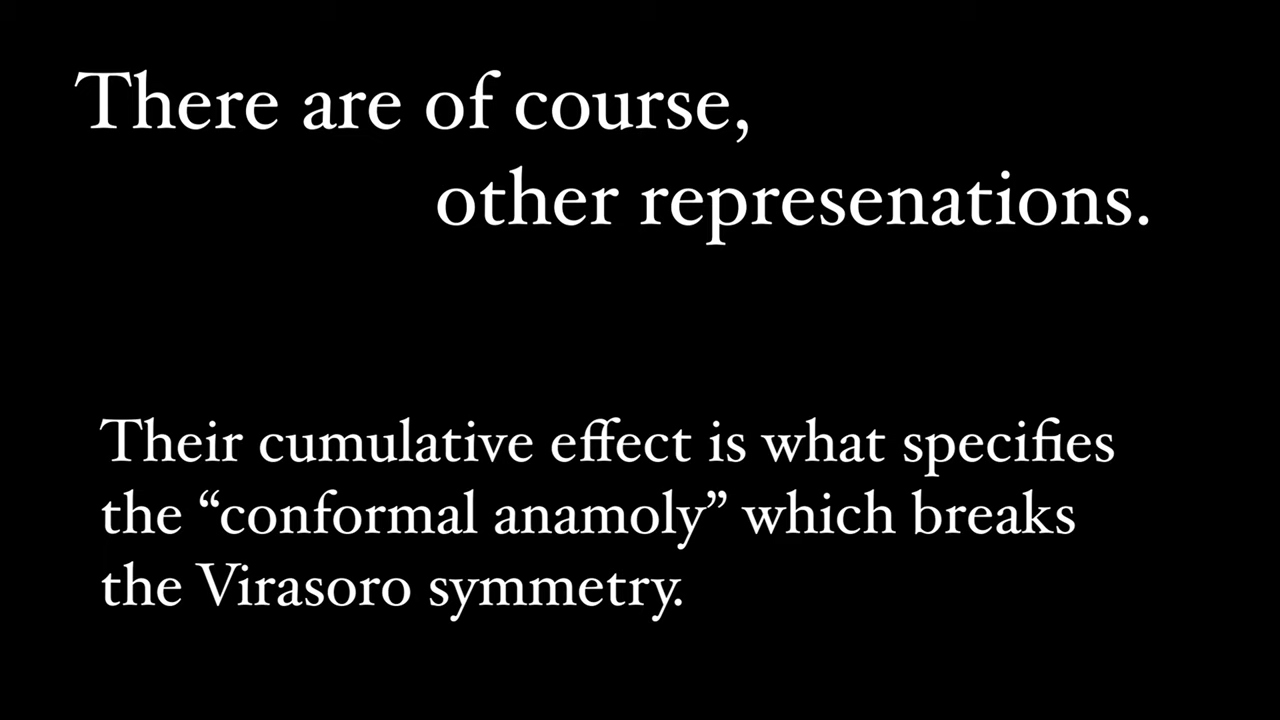 There are of course,
other represenations.
Their cumulative effect is what specifies
the “conformal anamoly” which breaks
the Virasoro symmetry.